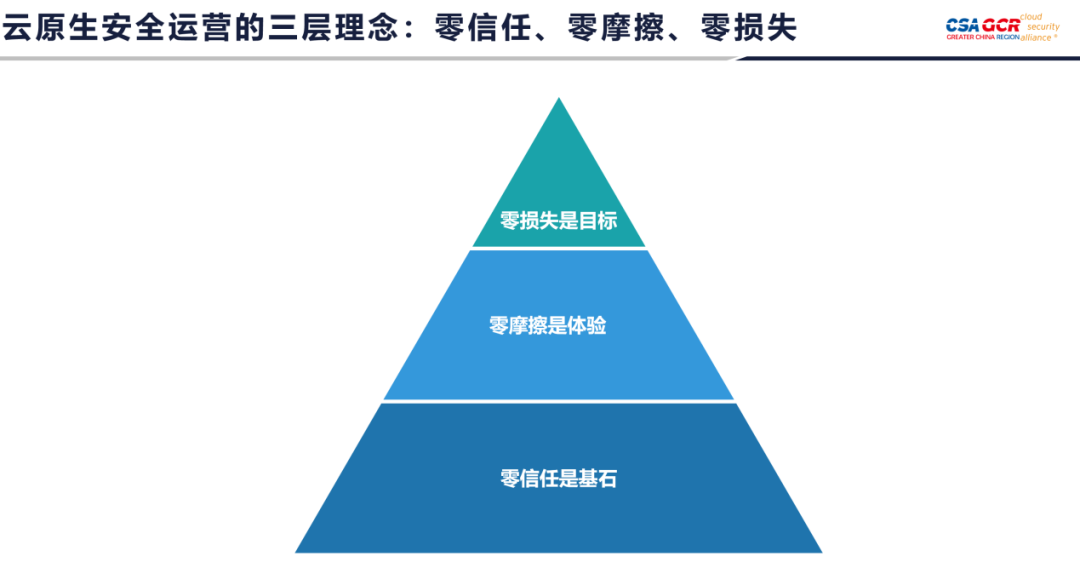 云原生安全运营的三层理念：零信任、零摩擦、零损失
CSA GCR cloud security alliance ®
GREATER CHINA REGION
零损失是目标
零摩擦是体验
零信任是基石